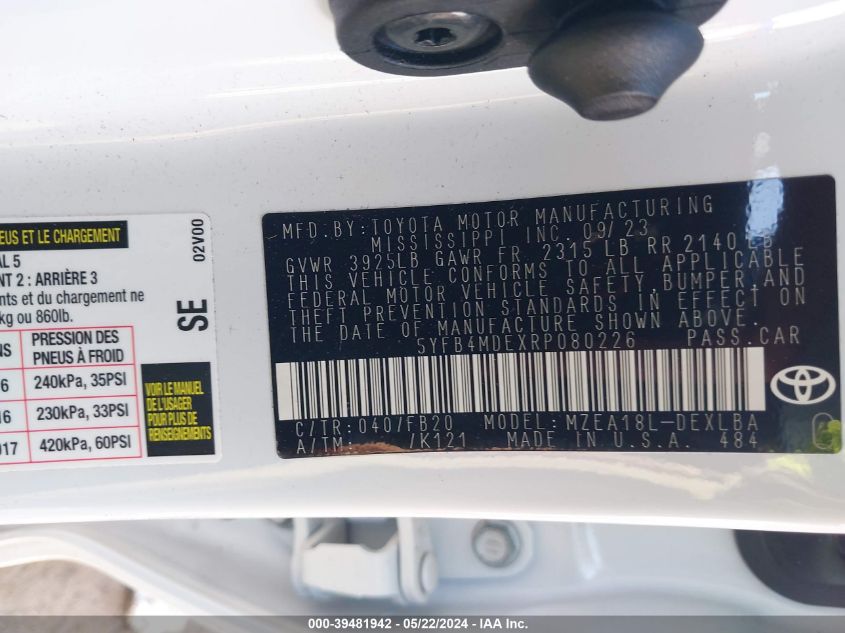 EUS ET LE CHARGEMENT
02V00
AL 5
NT 2 : ARRIÈRE 3
nts et du chargement ne
kg ou 860lb.
SE
NS
PRESSION DES PNEUS À FROID
6
240kPa, 35PSI
16
230kPa, 33PSI
017
420kPa, 60PSI
VOIR LE MANUEL
DE L'USAGER
POUR PLUS DE
RENSEIGNEMENTS
MFD.BY: TOYOTA MOTOR MANUFACTURING
MISSISSIPPI INC. 09/23
GVWR 3925LB GAWR FR. 2315 LB RR 2140 LB
THIS VEHICLE CONFORMS TO ALL APPLICABLE
FEDERAL MOTOR VEHICLE SAFETY, BUMPER, AND
THEFT PREVENTION STANDARDS IN EFFECT ON
THE DATE OF MANUFACTURE SHOWN ABOVE.
5YFB4MDEXRP080226 PASS.CAR
C/TR: 040/FB20 MODEL: MZEA18L-DEXLBA
A/TM: /K121 MADE IN U.S.A. 484
000-39481942 - 05/22/2024 - IAA Inc.